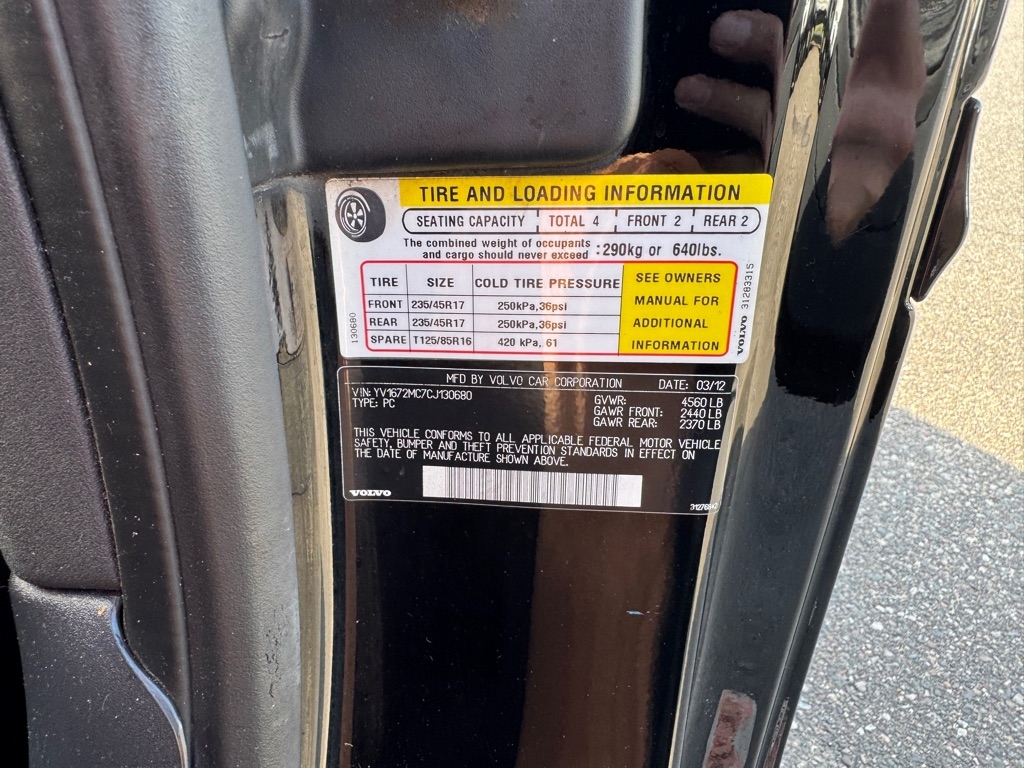 TIRE AND LOADING INFORMATION
SEATING CAPACITY TOTAL 4 FRONT 2 REAR 2
The combined weight of occupants
and cargo should never exceed : 290kg or 640lbs.
TIRE SIZE COLD TIRE PRESSURE
FRONT 235/45R17 250kPa,36psi
REAR 235/45R17 250kPa,36psi
SPARE T125/85R16 420 kPa, 61
SEE OWNERS
MANUAL FOR
ADDITIONAL
INFORMATION
130680
VOLVO 31283315
MFD BY VOLVO CAR CORPORATION DATE: 03/12
VIN: YV1672MC7CJ130680
TYPE: PC
GVWR: 4560 LB
GAWR FRONT: 2440 LB
GAWR REAR: 2370 LB
THIS VEHICLE CONFORMS TO ALL APPLICABLE FEDERAL MOTOR VEHICLE
SAFETY, BUMPER AND THEFT PREVENTION STANDARDS IN EFFECT ON
THE DATE OF MANUFACTURE SHOWN ABOVE.
VOLVO